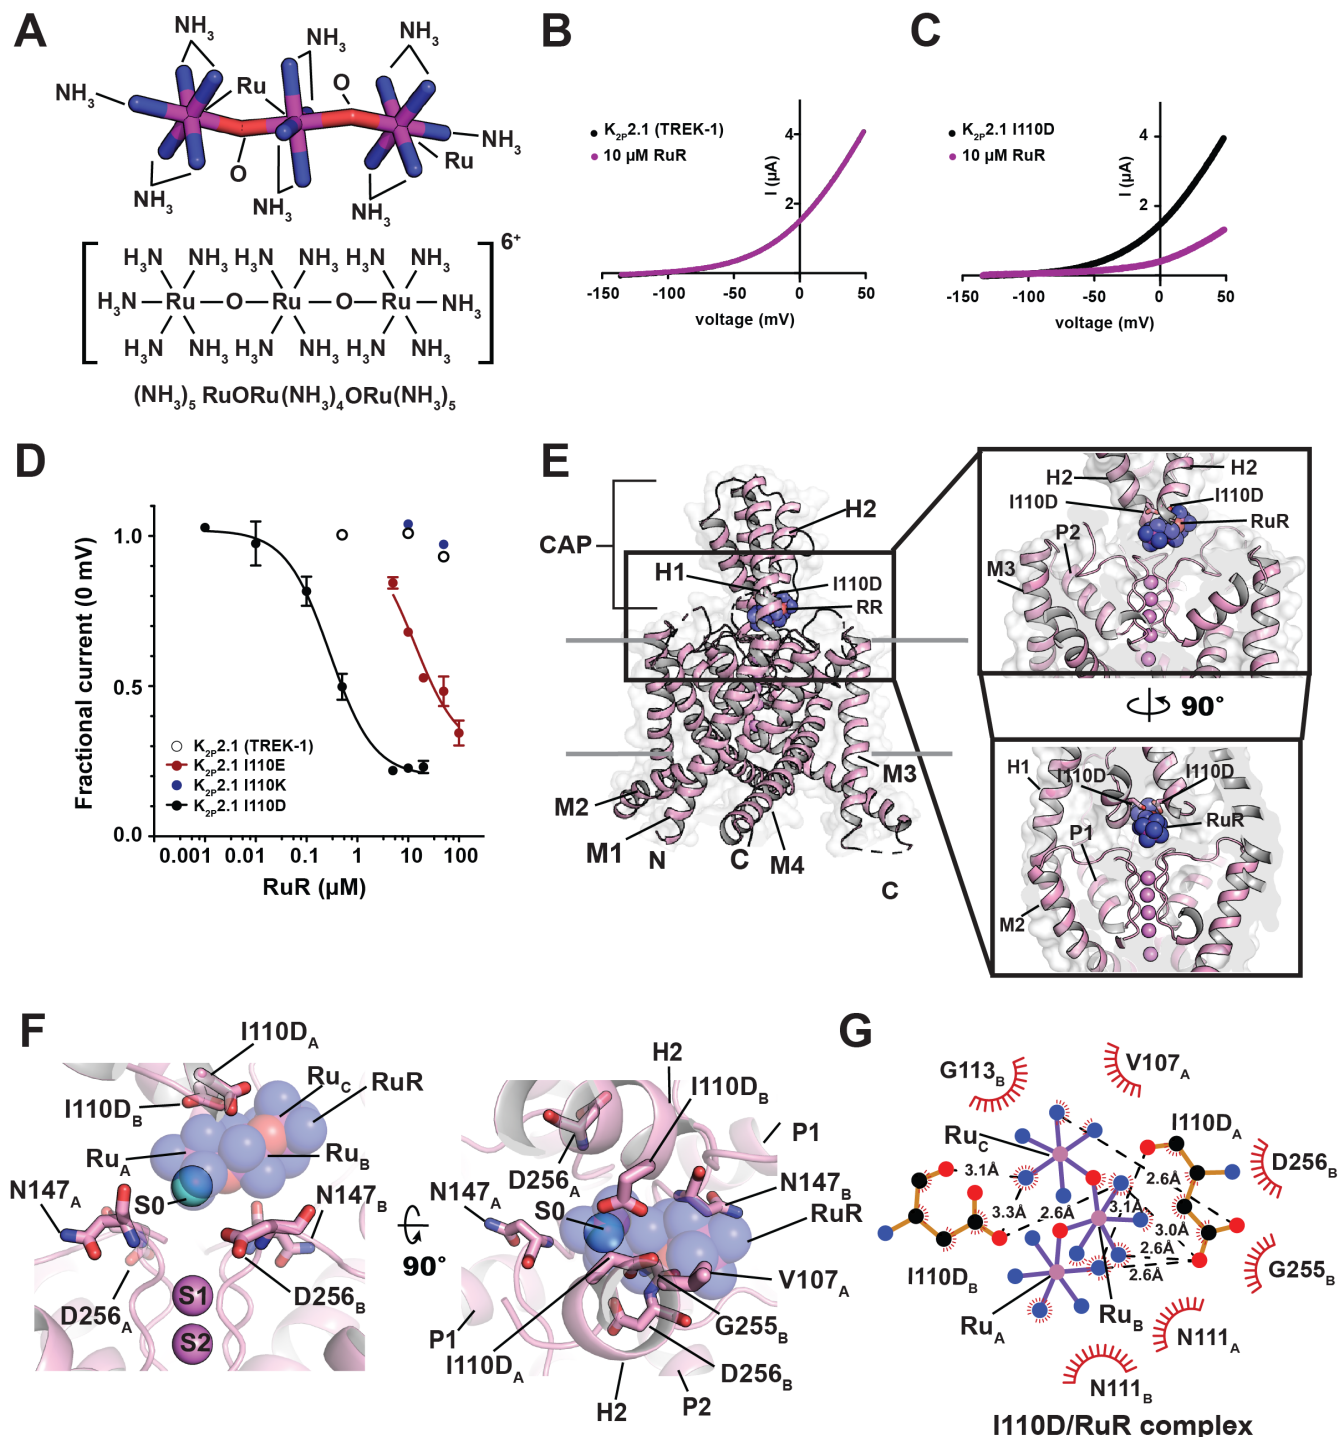 A
NH3
NH3
NH3
NH3
Ru
O
NH3
O
Ru
NH3
NH3
NH3
6+
H3N NH3 H3N NH3 H3N NH3
H3N Ru O Ru O Ru NH3
H3N NH3 H3N NH3 H3N NH3
(NH3)5 RuORu(NH3)4ORu(NH3)5
B
K2P2.1 (TREK-1)
10 µM RuR
I (µA)
4
2
-150 -100 -50 0 50
voltage (mV)
C
K2P2.1 I110D
10 µM RuR
I (µA)
4
2
-150 -100 -50 0 50
voltage (mV)
D
Fractional current (0 mV)
1.0
0.5
0.0
K2P2.1 (TREK-1)
K2P2.1 I110E
K2P2.1 I110K
K2P2.1 I110D
0.001 0.01 0.1 1 10 100
RuR (µM)
E
CAP
H2
H1
I110D
RR
M3
M2
M1
N
C
M4
C
H2
H2
I110D
I110D
RuR
P2
M3
90°
H1
I110D
I110D
RuR
P1
M2
F
I110DA
RuC
RuR
I110DB
RuA
RuB
N147A
S0
N147B
D256A
D256B
S1
S2
90°
H2
I110DB
P1
D256A
N147A
N147B
S0
RuR
V107A
P1
G255B
I110DA
D256B
H2
P2
G
G113B
V107A
RuC
I110DA
D256B
3.1Å
2.6Å
3.3Å
2.6Å
3.1Å
3.0Å
2.6Å
2.6Å
I110DB
G255B
RuA
RuB
N111A
N111B
I110D/RuR complex